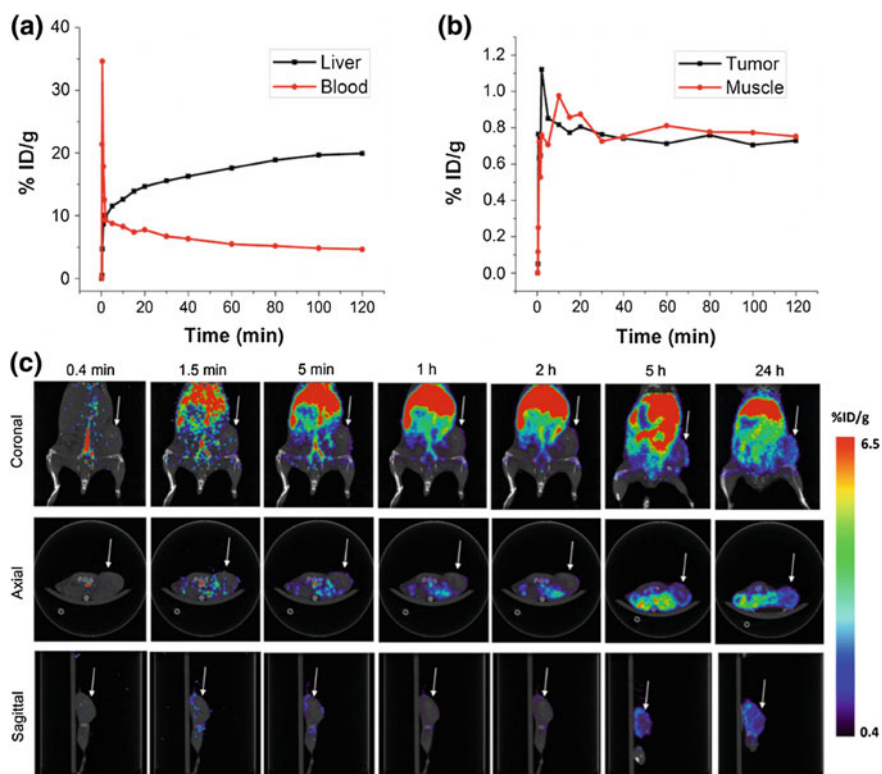 (a)
40
35
30
20
10
0
% ID/g
Liver
Blood
0 20 40 60 80 100 120
Time (min)
(b)
1.2
1.0
0.8
0.6
0.4
0.2
0.0
% ID/g
Tumor
Muscle
0 20 40 60 80 100 120
Time (min)
(c)
0.4 min 1.5 min 5 min 1 h 2 h 5 h 24 h
Coronal
Axial
Sagittal
%ID/g
6.5
0.4